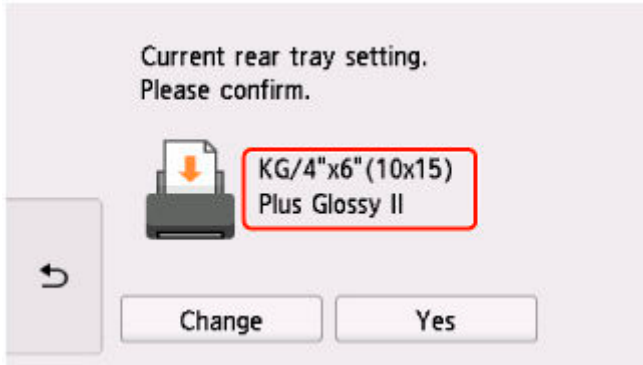 Current rear tray setting.
Please confirm.
KG/4"x6"(10x15)
Plus Glossy II
Change
Yes